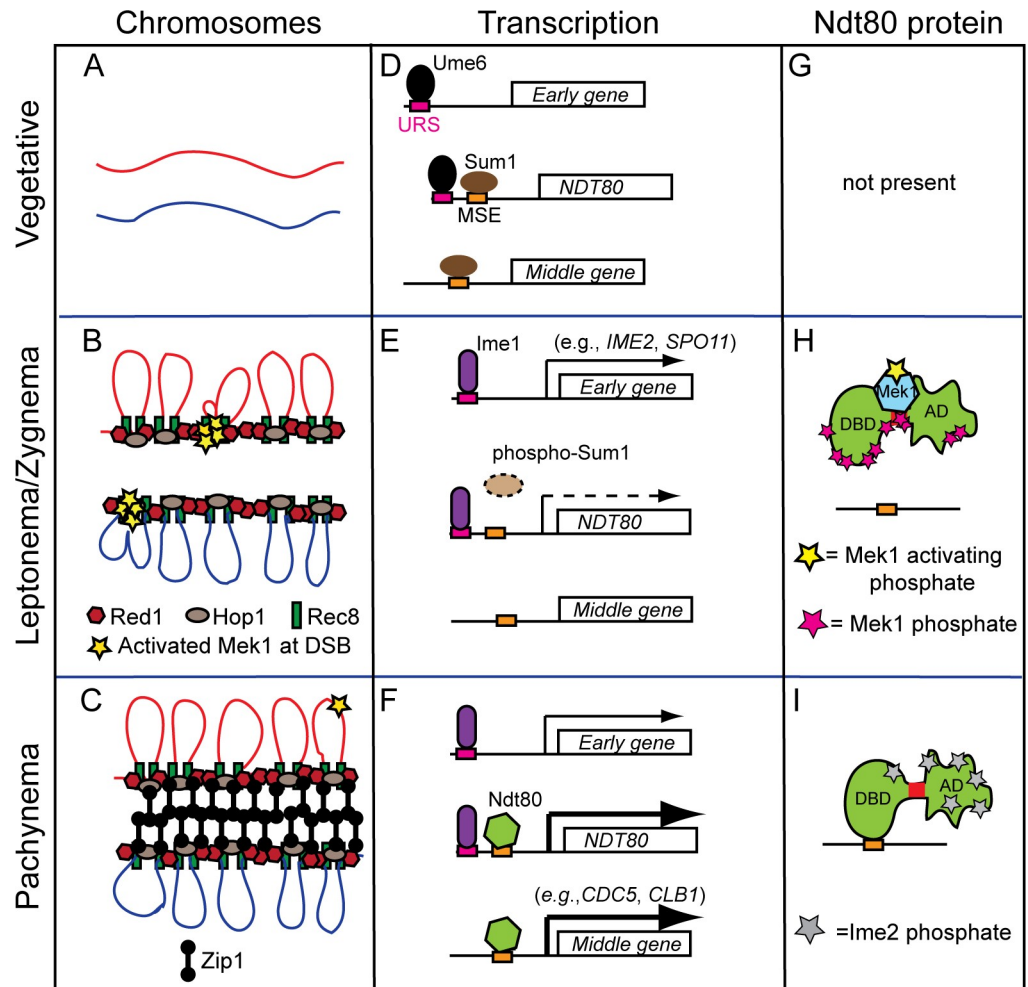 Chromosomes
Transcription
Ndt80 protein
Vegetative
A
D
Ume6
Early gene
URS
Sum1
NDT80
MSE
Middle gene
G
not present
Leptonema/Zygnema
B
Red1
Hop1
Rec8
Activated Mek1 at DSB
E
Ime1
(e.g., IME2, SPO11)
Early gene
phospho-Sum1
NDT80
Middle gene
H
Mek1
DBD
AD
= Mek1 activating
phosphate
= Mek1 phosphate
Pachynema
C
Zip1
F
Early gene
Ndt80
NDT80
(e.g.,CDC5, CLB1)
Middle gene
I
DBD
AD
=Ime2 phosphate